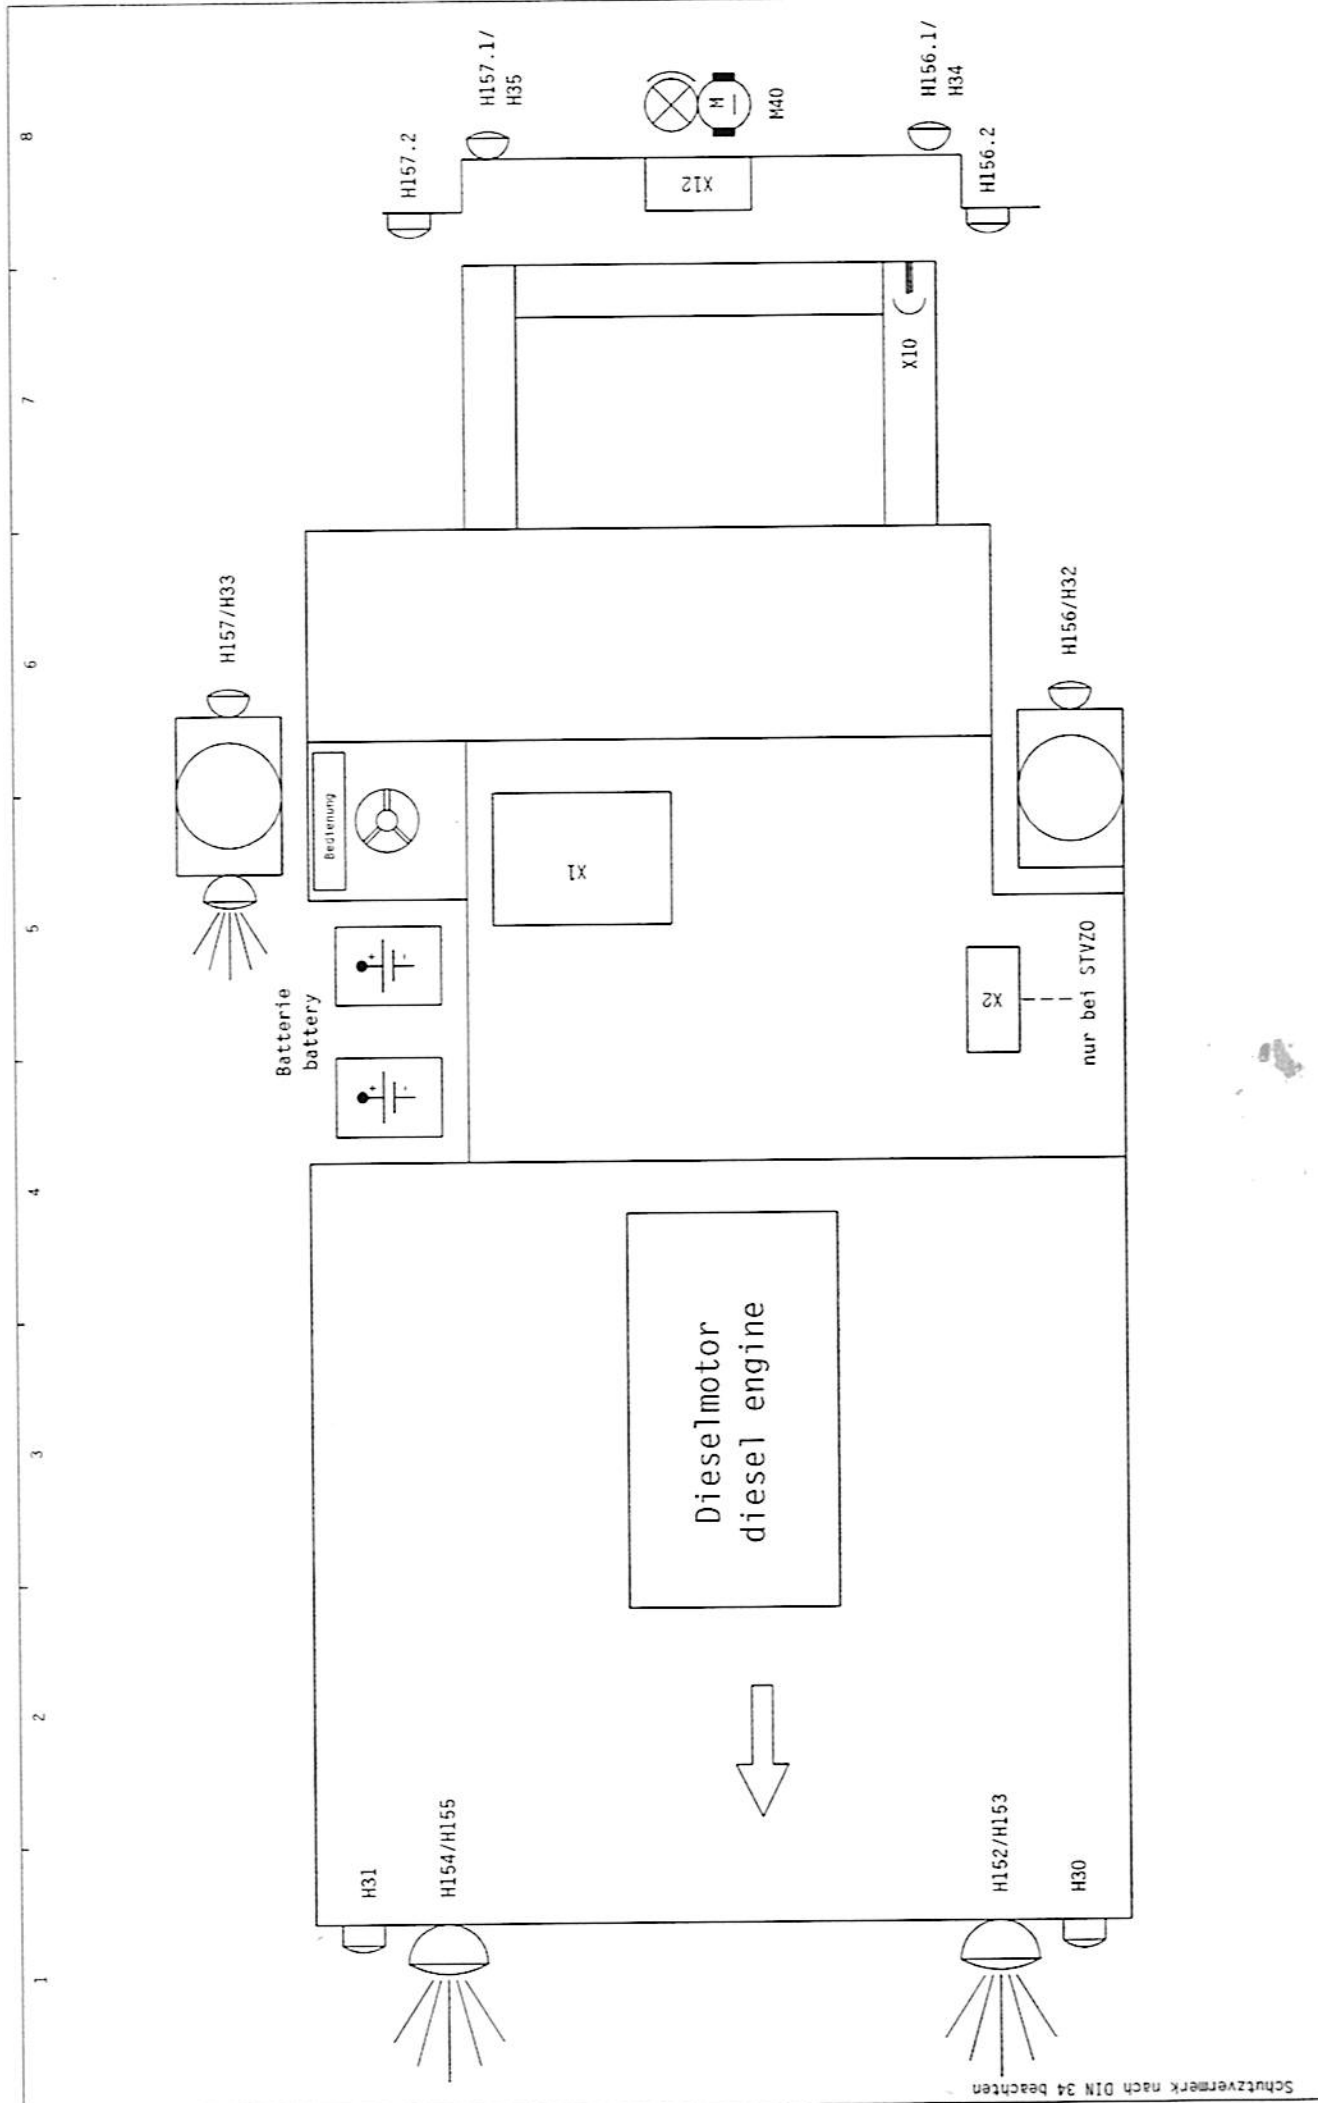 1
2
3
4
5
6
7
8
H31
H154/H155
H152/H153
H30
Dieselmotor
diesel engine
Batterie
battery
+
-
+
-
Bedienung
X1
X2
nur bei STVZO
H157/H33
H156/H32
X10
X12
H157.2
H157.1/
H35
M
M40
H156.1/
H34
H156.2
Schutzvermerk nach DIN 34 beachten